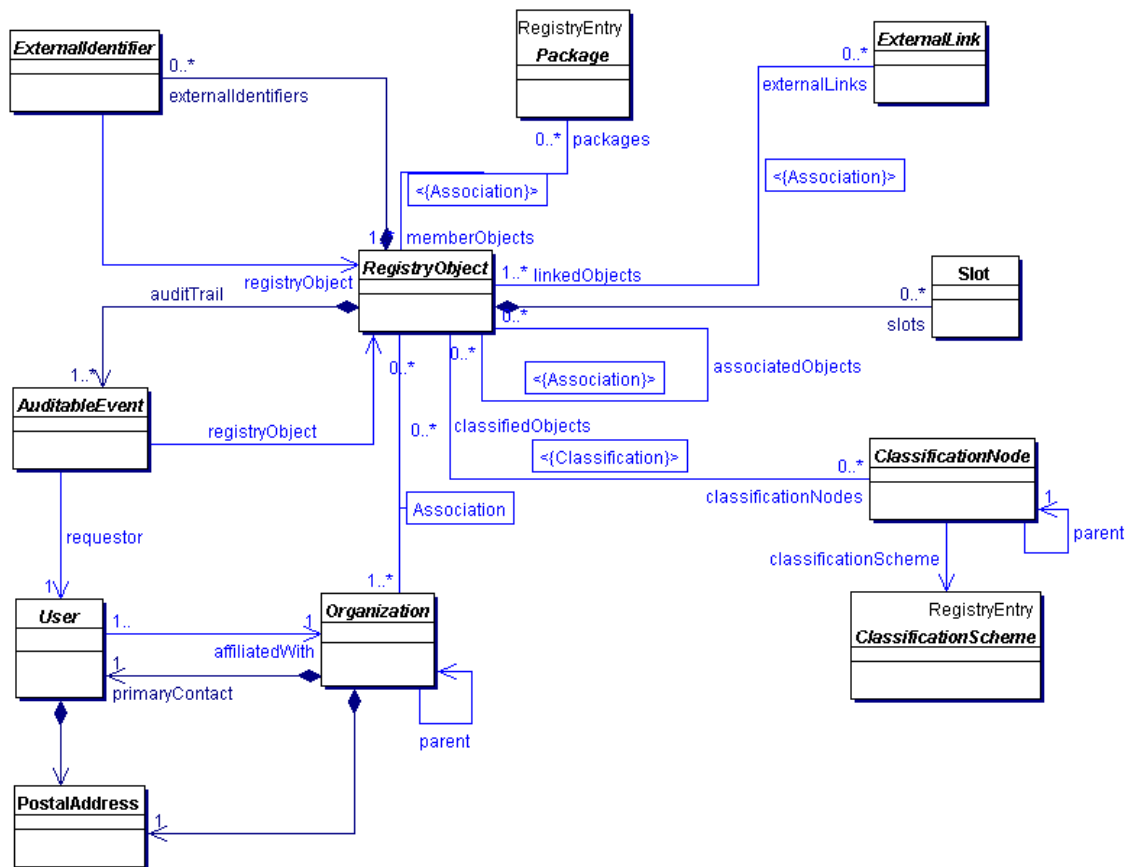 ExternalIdentifier
0..*
externalIdentifiers
RegistryEntry
Package
0..*
packages
ExternalLink
0..*
externalLinks
<{Association}>
<{Association}>
memberObjects
registryObject
RegistryObject
1..*
linkedObjects
Slot
0..*
slots
auditTrail
1..*
0..*
0..*
0..*
associatedObjects
<{Association}>
AuditableEvent
registryObject
0..*
classifiedObjects
<{Classification}>
0..*
classificationNodes
ClassificationNode
1
parent
Association
requestor
classificationScheme
1
1..*
RegistryEntry
ClassificationScheme
User
1..
1
affiliatedWith
Organization
1
primaryContact
parent
PostalAddress
1